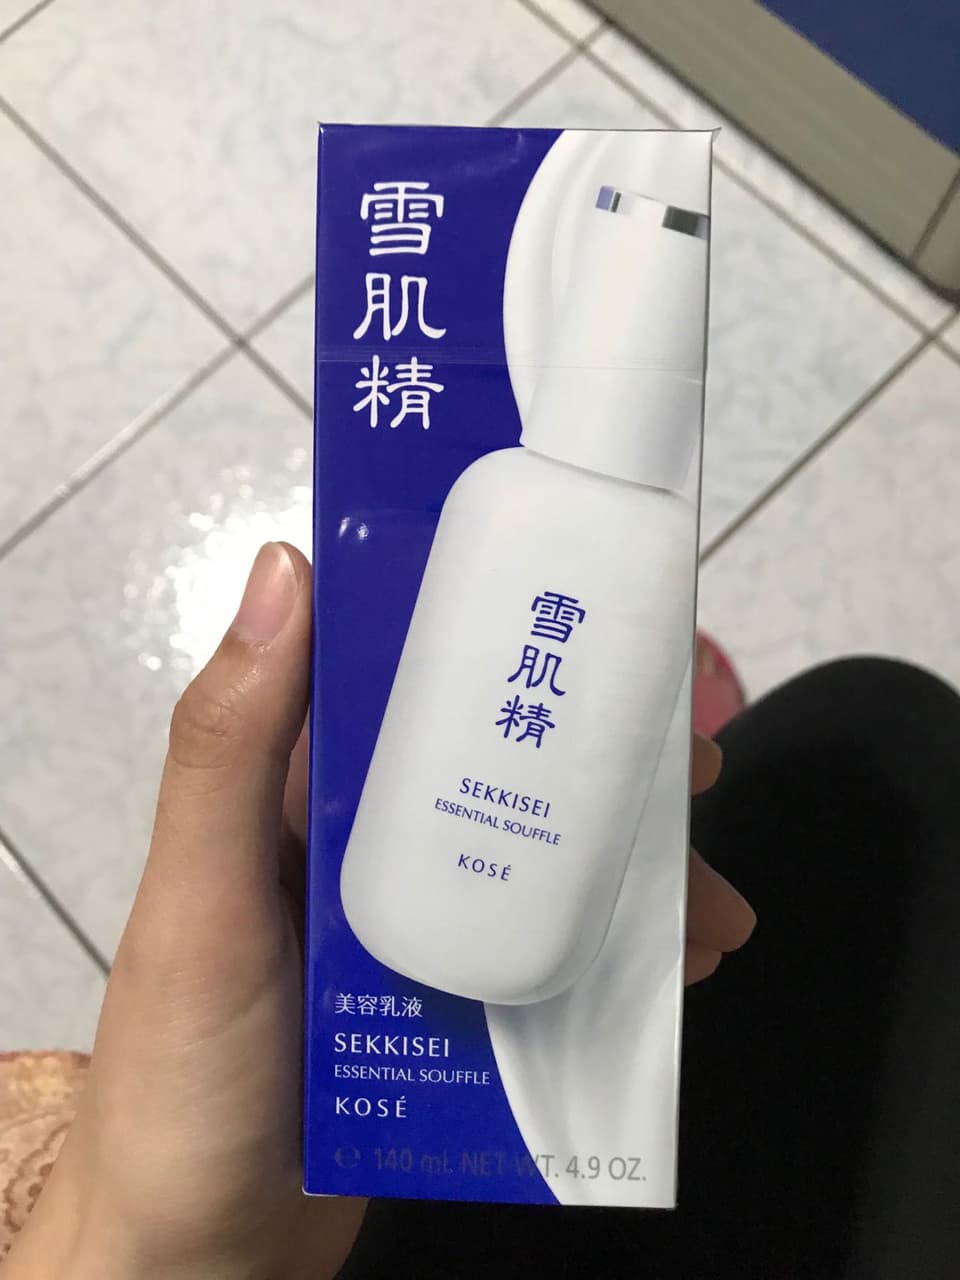 雪肌精
雪肌精
SEKKISEI
ESSENTIAL SOUFFLE
KOSÉ
美容乳液
SEKKISEI
ESSENTIAL SOUFFLE
KOSÉ
℮ 140 mL NET WT. 4.9 OZ.